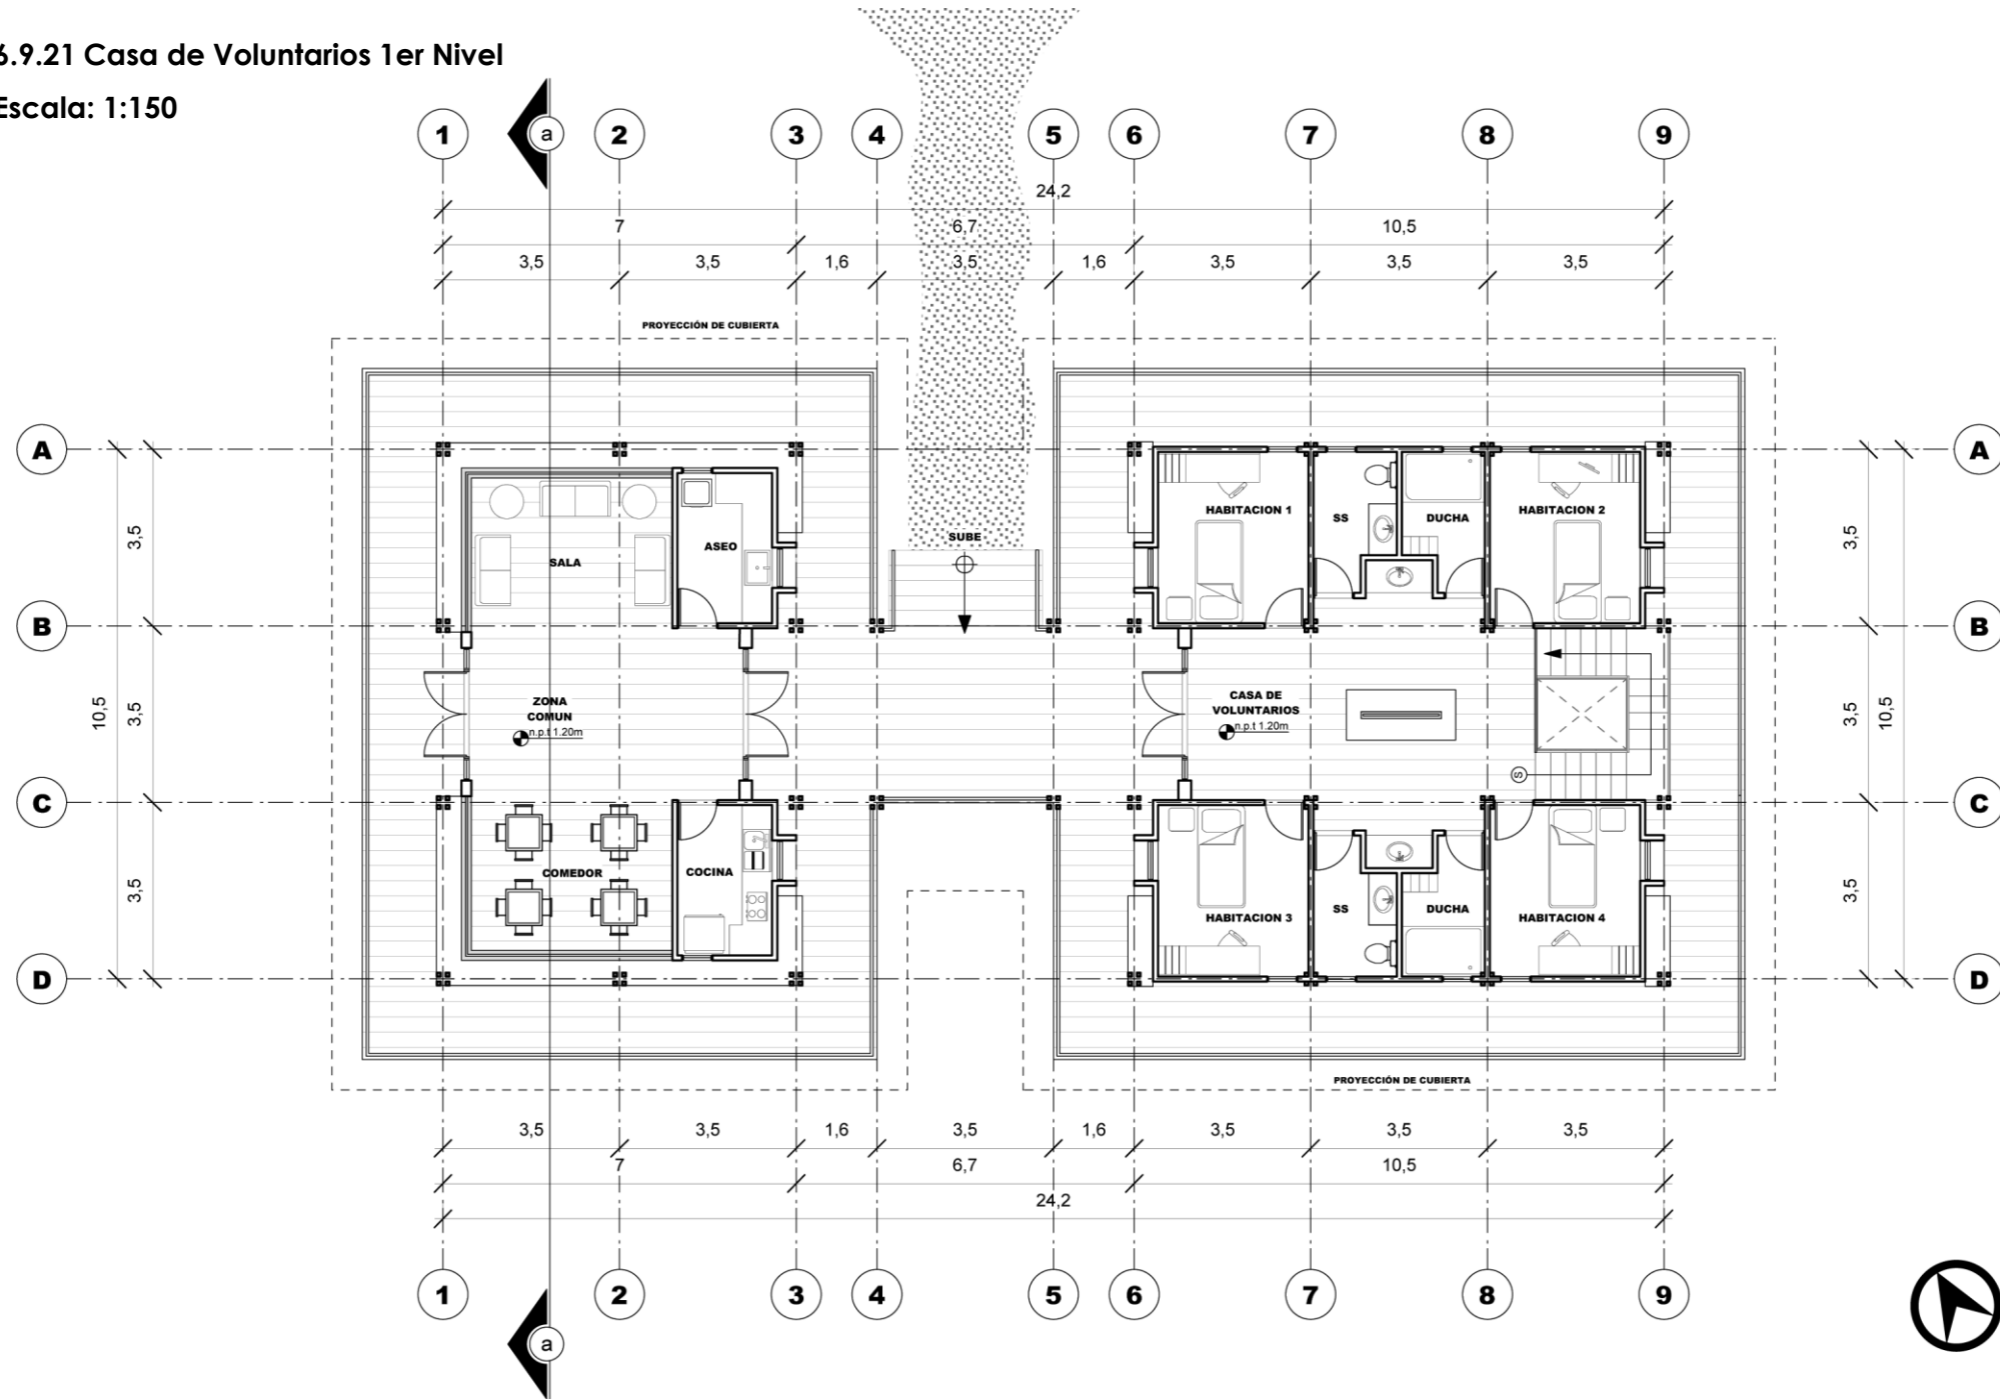 6.9.21 Casa de Voluntarios 1er Nivel
Escala: 1:150
1 a 2 3 4 5 6 7 8 9
24,2
7 6,7 10,5
3,5 3,5 1,6 3,5 1,6 3,5 3,5 3,5
PROYECCIÓN DE CUBIERTA
A A
HABITACION 1 SS DUCHA HABITACION 2
3,5 ASEO SUBE 3,5
SALA
B B
ZONA
COMUN
n.p.t 1.20m
CASA DE
VOLUNTARIOS
n.p.t 1.20m
10,5 3,5 3,5 10,5
S
C C
COMEDOR COCINA
3,5 3,5
HABITACION 3 SS DUCHA HABITACION 4
D D
PROYECCIÓN DE CUBIERTA
3,5 3,5 1,6 3,5 1,6 3,5 3,5 3,5
7 6,7 10,5
24,2
1 2 3 4 5 6 7 8 9
a